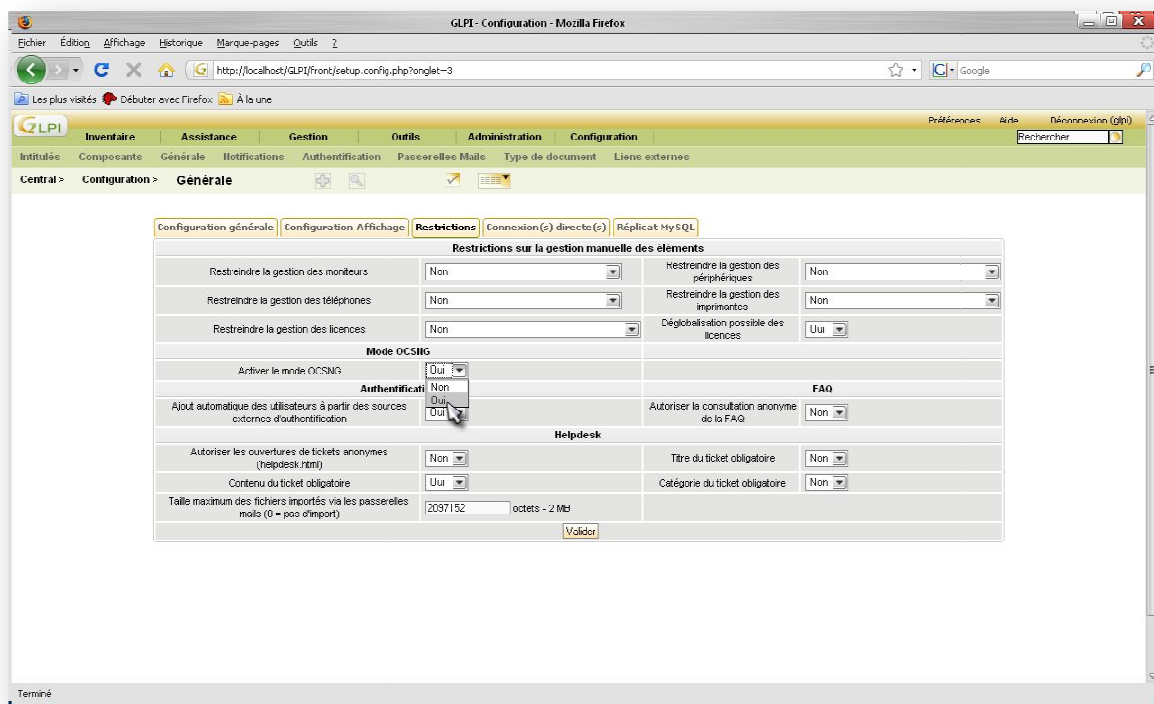 GLPI - Configuration - Mozilla Firefox
Fichier Édition Affichage Historique Marque-pages Outils ?
http://localhost/GLPI/front/setup.config.php?onglet=3
Google
Les plus visités Débuter avec Firefox À la une
GLPI
Préférences Aide Déconnexion (glpi)
Inventaire Assistance Gestion Outils Administration Configuration
Rechercher
Intitulés Composants Générale Notifications Authentification Passerelles Mails Type de document Liens externes
Central > Configuration > Générale
Configuration générale Configuration Affichage Restrictions Connexion(s) directe(s) Réplicat MySQL
Restrictions sur la gestion manuelle des éléments
Restreindre la gestion des moniteurs Non Restreindre la gestion des périphériques Non
Restreindre la gestion des téléphones Non Restreindre la gestion des imprimantes Non
Restreindre la gestion des licences Non Déglobalisation possible des licences Oui
Mode OCSNG
Activer le mode OCSNG Oui
Non
Oui
Authentificati FAQ
Ajout automatique des utilisateurs à partir des sources externes d'authentification Oui Autoriser la consultation anonyme de la FAQ Non
Helpdesk
Autoriser les ouvertures de tickets anonymes (helpdesk.html) Non Titre du ticket obligatoire Non
Contenu du ticket obligatoire Oui Catégorie du ticket obligatoire Non
Taille maximum des fichiers importés via les passerelles mails (0 = pas d'import) 2097152 octets - 2 MB
Valider
Terminé